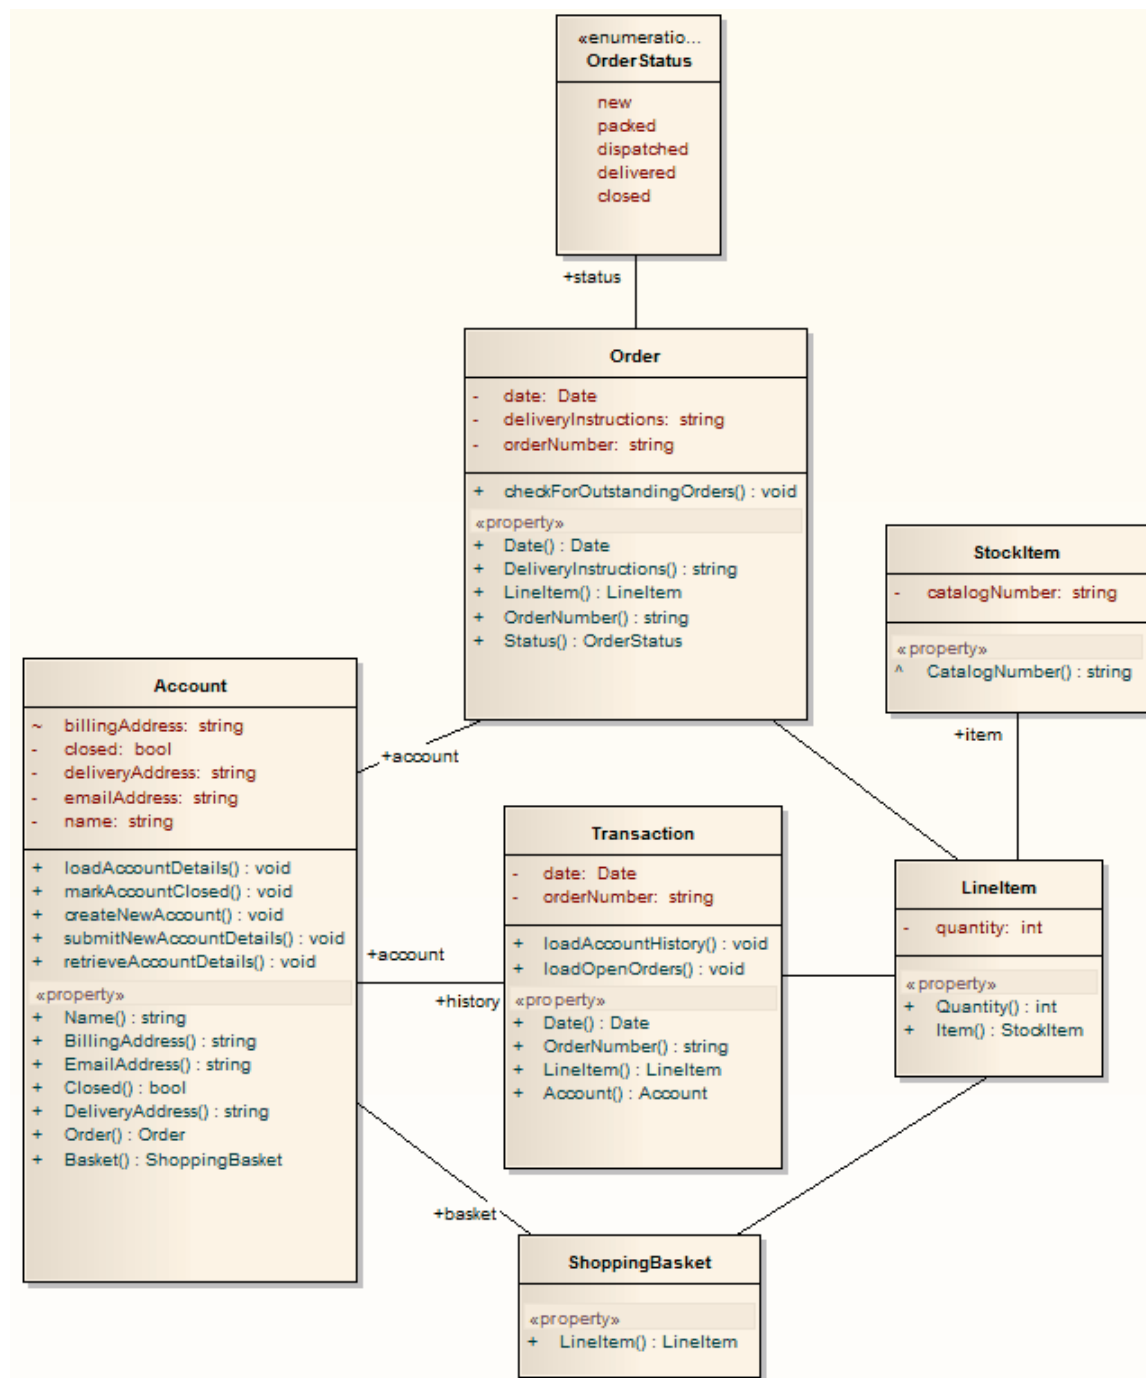 «enumeratio...
OrderStatus
new
packed
dispatched
delivered
closed
+status
Order
- date: Date
- deliveryInstructions: string
- orderNumber: string
+ checkForOutstandingOrders() : void
«property»
+ Date() : Date
+ DeliveryInstructions() : string
+ LineItem() : LineItem
+ OrderNumber() : string
+ Status() : OrderStatus
StockItem
- catalogNumber: string
«property»
^ CatalogNumber() : string
+item
Account
~ billingAddress: string
- closed: bool
- deliveryAddress: string
- emailAddress: string
- name: string
+ loadAccountDetails() : void
+ markAccountClosed() : void
+ createNewAccount() : void
+ submitNewAccountDetails() : void
+ retrieveAccountDetails() : void
«property»
+ Name() : string
+ BillingAddress() : string
+ EmailAddress() : string
+ Closed() : bool
+ DeliveryAddress() : string
+ Order() : Order
+ Basket() : ShoppingBasket
+account
+account
+history
+basket
Transaction
- date: Date
- orderNumber: string
+ loadAccountHistory() : void
+ loadOpenOrders() : void
«property»
+ Date() : Date
+ OrderNumber() : string
+ LineItem() : LineItem
+ Account() : Account
LineItem
- quantity: int
«property»
+ Quantity() : int
+ Item() : StockItem
ShoppingBasket
«property»
+ LineItem() : LineItem